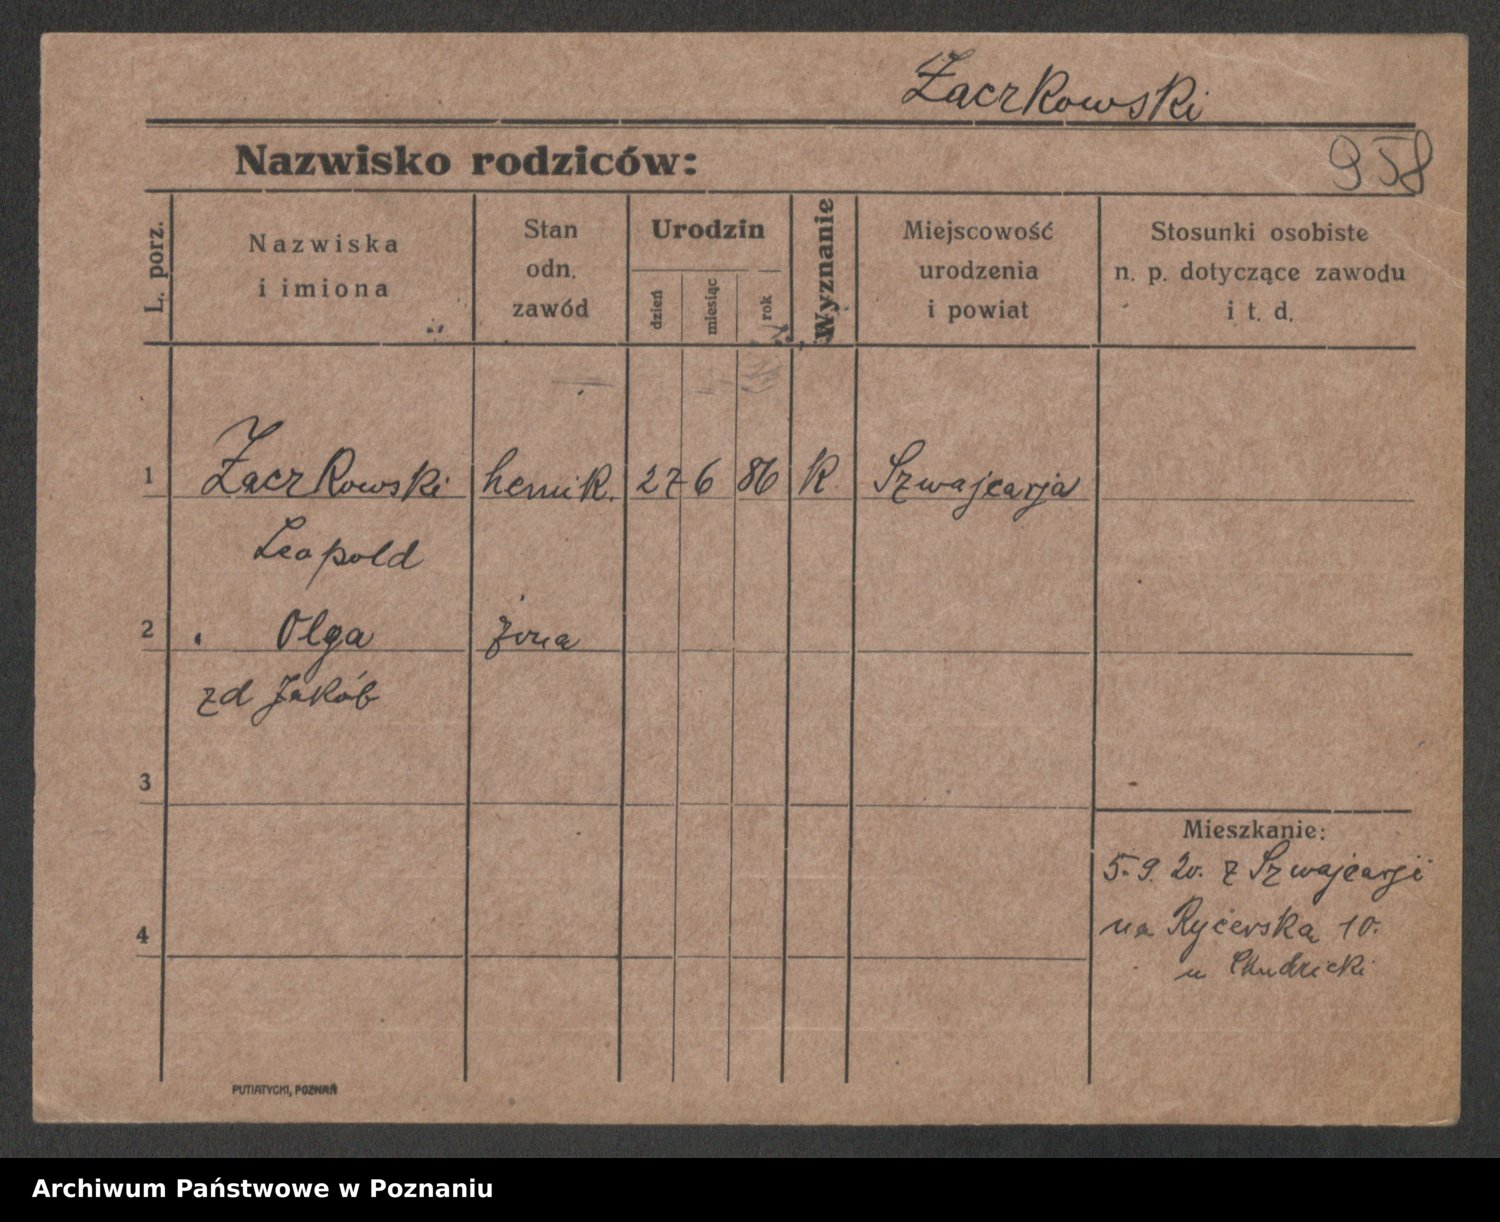 Żaczkowski
958
Nazwisko rodziców:
L. porz.
Nazwiska
i imiona
Stan
odn.
zawód
Urodzin
dzień
miesiąc
rok
Wyznanie
Miejscowość
urodzenia
i powiat
Stosunki osobiste
n. p. dotyczące zawodu
i t. d.
1 Żaczkowski hemik. 27 6 86 K Szwajcarja
Leopold
2 Olga żona
zd Jakób
3
4
Mieszkanie:
5.9. 20. z Szwajcarji
na Rycerska 10.
u
PUTIATYCKI, POZNAŃ
Archiwum Państwowe w Poznaniu